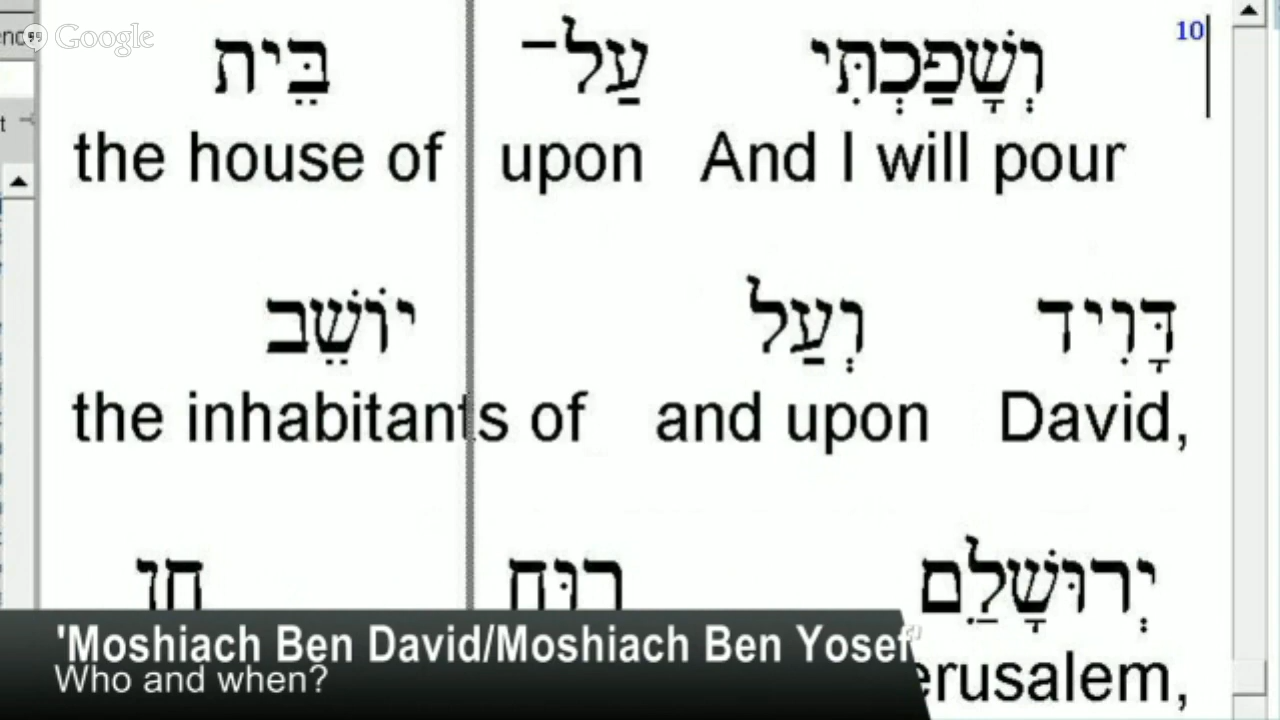 Google
10 וְשָׁפַכְתִּי עַל־ בֵּית
the house of upon And I will pour
דָּוִיד וְעַל יוֹשֵׁב
the inhabitants of and upon David,
יְרוּשָׁלִַם רוּחַ חן
erusalem,
'Moshiach Ben David/Moshiach Ben Yosef'
Who and when?